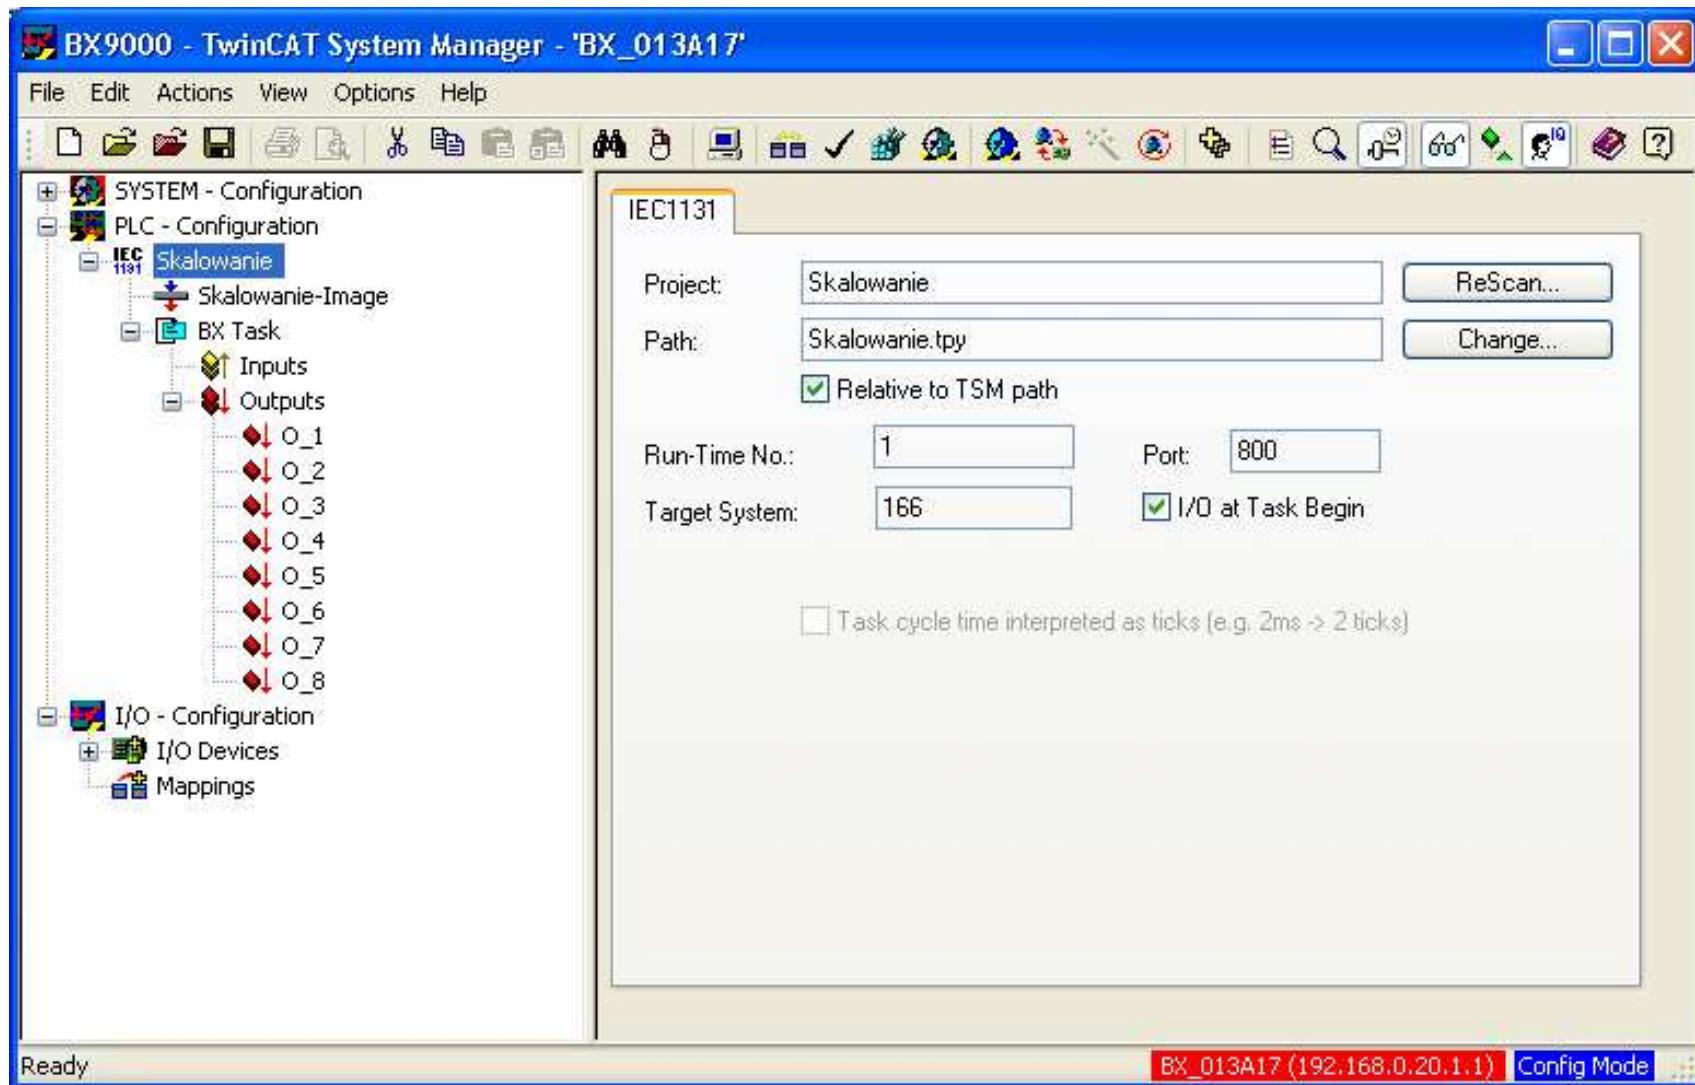 BX9000 - TwinCAT System Manager - 'BX_013A17'
File Edit Actions View Options Help
SYSTEM - Configuration
PLC - Configuration
IEC 1131 Skalowanie
Skalowanie-Image
BX Task
Inputs
Outputs
O_1
O_2
O_3
O_4
O_5
O_6
O_7
O_8
I/O - Configuration
I/O Devices
Mappings
IEC1131
Project: Skalowanie ReScan...
Path: Skalowanie.tpy Change...
Relative to TSM path
Run-Time No.: 1 Port: 800
Target System: 166 I/O at Task Begin
Task cycle time interpreted as ticks (e.g. 2ms -> 2 ticks)
Ready BX_013A17 (192.168.0.20.1.1) Config Mode